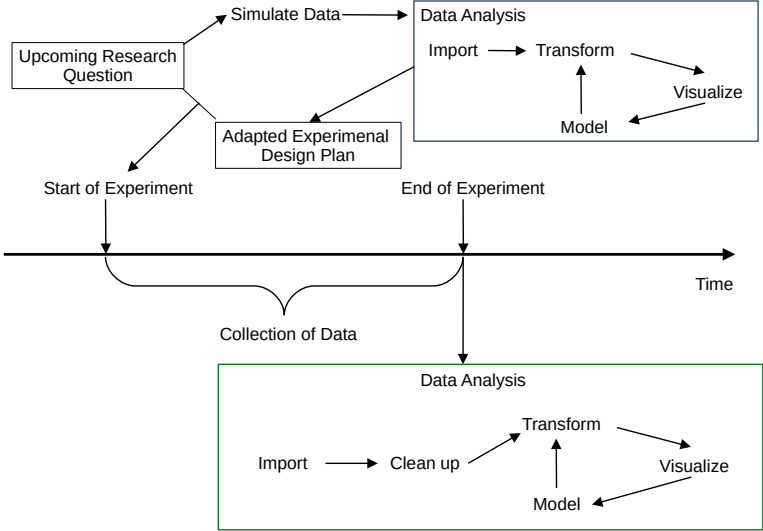 Simulate Data
Data Analysis
Upcoming Research
Question
Import
Transform
Visualize
Model
Adapted Experimenal
Design Plan
Start of Experiment
End of Experiment
Time
Collection of Data
Data Analysis
Transform
Import
Clean up
Visualize
Model